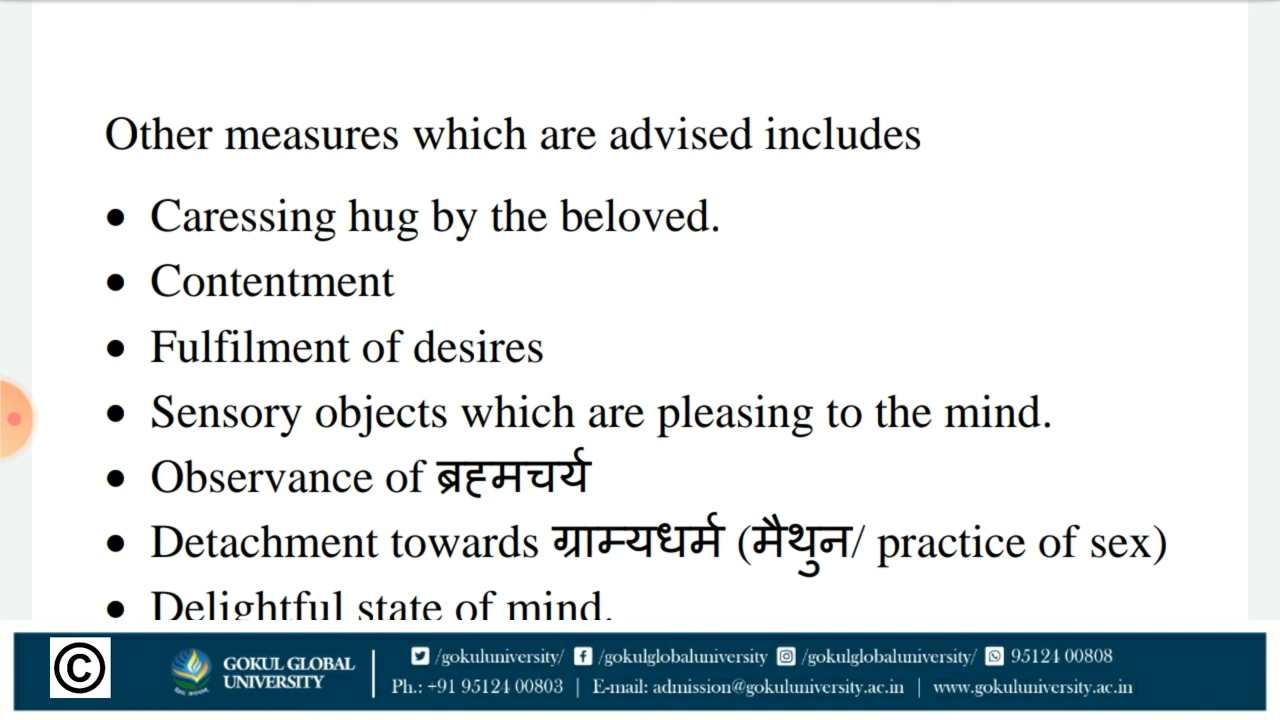 Other measures which are advised includes
• Caressing hug by the beloved.
• Contentment
• Fulfilment of desires
• Sensory objects which are pleasing to the mind.
• Observance of ब्रह्मचर्य
• Detachment towards ग्राम्यधर्म (मैथुन/ practice of sex)
• Delightful state of mind.
©
GOKUL GLOBAL
UNIVERSITY
/gokuluniversity/ /gokulglobaluniversity /gokulglobaluniversity/ 95124 00808
Ph.: +91 95124 00803 | E-mail: admission@gokuluniversity.ac.in | www.gokuluniversity.ac.in